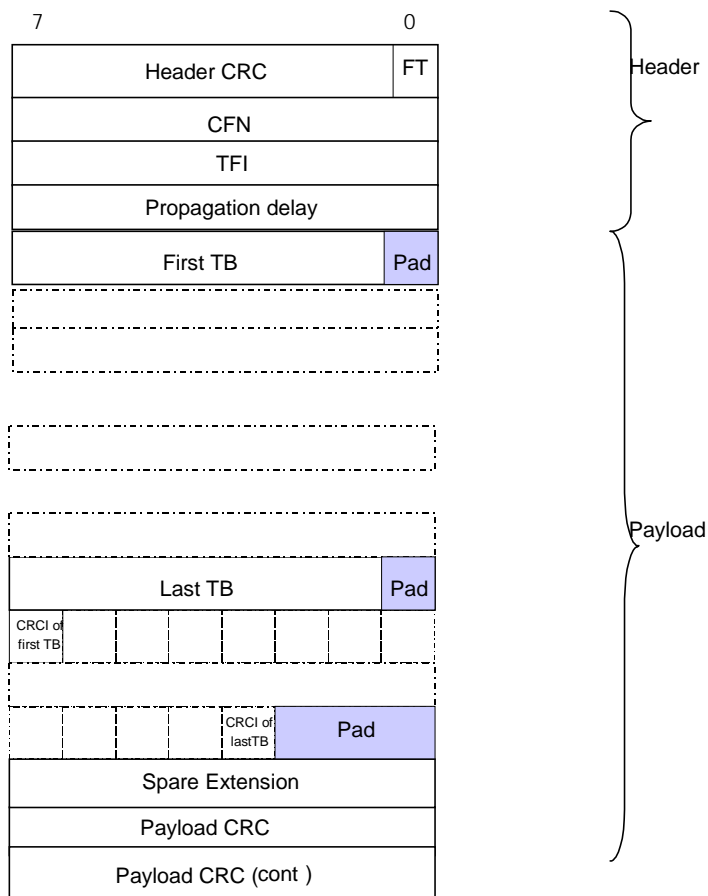 7 0
Header CRC FT
Header
CFN
TFI
Propagation delay
First TB Pad
Payload
Last TB Pad
CRCI of
first TB
CRCI of
lastTB
Pad
Spare Extension
Payload CRC
Payload CRC (cont )